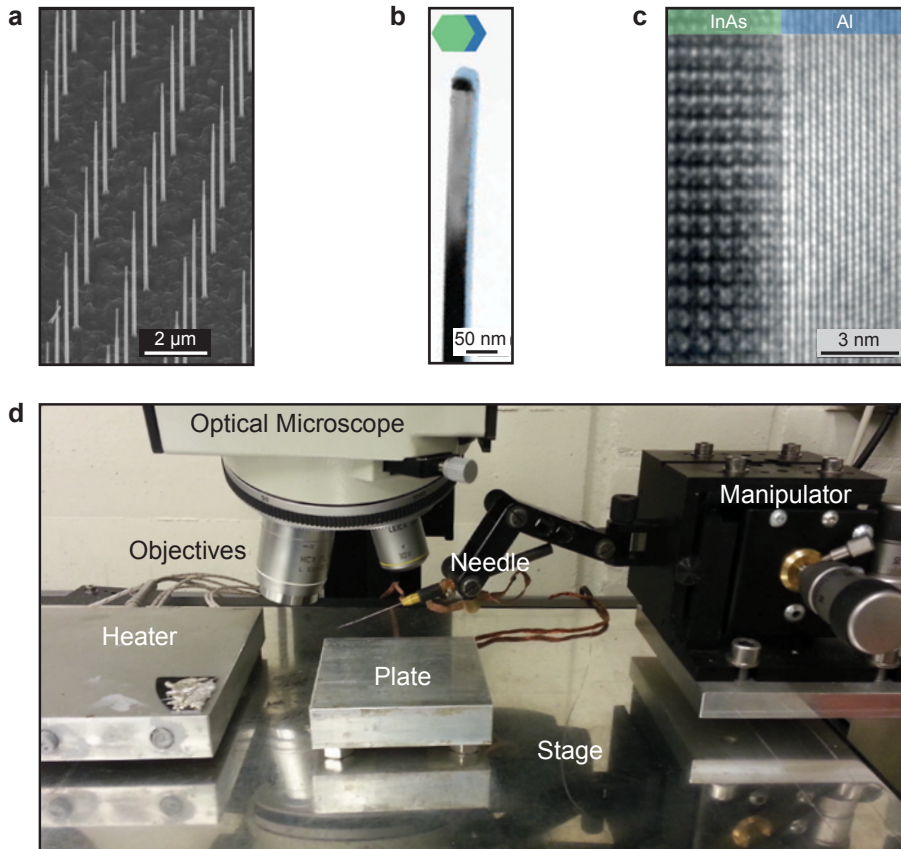 a
b
c
InAs Al
2 µm
50 nm
3 nm
d
Optical Microscope
Manipulator
Objectives
Needle
Heater
Plate
Stage